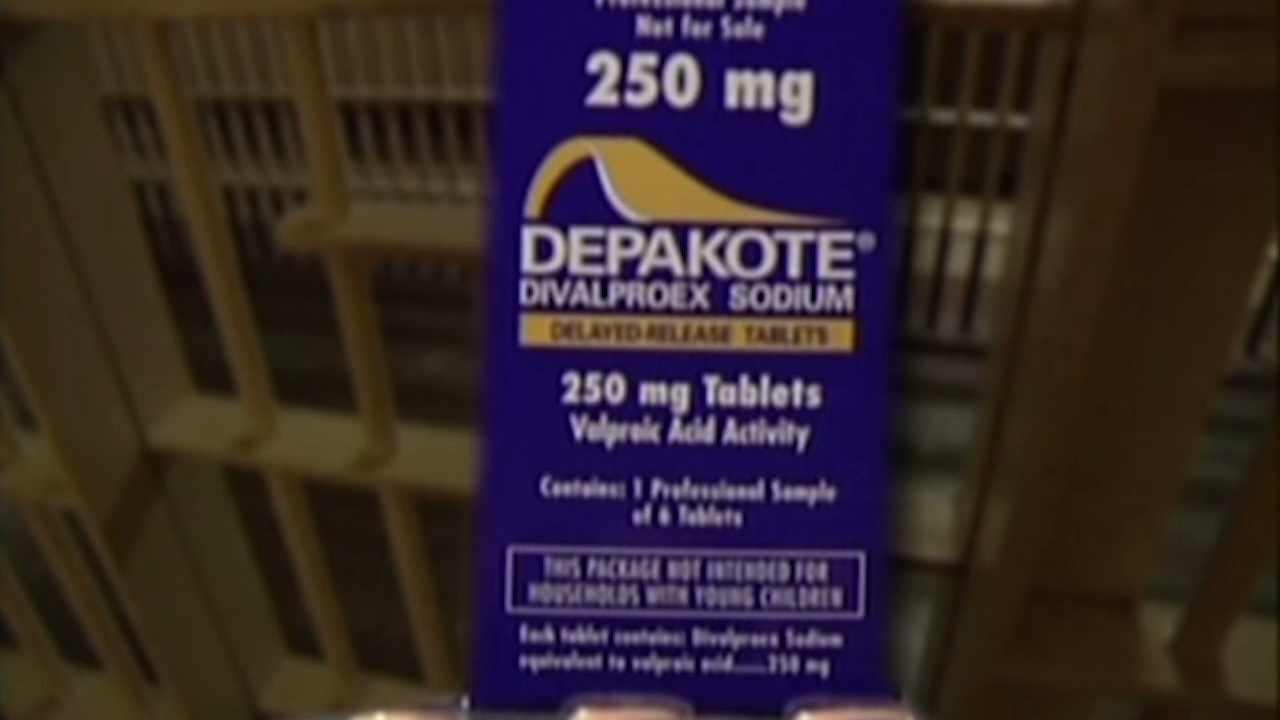 Professional Sample
Not for Sale
250 mg
DEPAKOTE®
DIVALPROEX SODIUM
DELAYED-RELEASE TABLETS
250 mg Tablets
Valproic Acid Activity
Contains: 1 Professional Sample
of 6 Tablets
THIS PACKAGE NOT INTENDED FOR
HOUSEHOLDS WITH YOUNG CHILDREN
Each tablet contains: Divalproex Sodium
equivalent to valproic acid.....250 mg